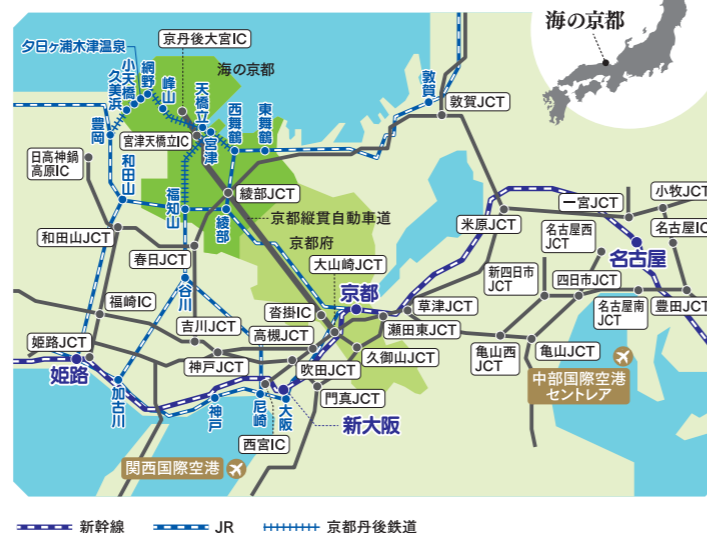 海の京都
京丹後大宮IC
夕日ヶ浦木津温泉
海の京都
小天橋
久美浜
網野
峰山
天橋立
宮津
西舞鶴
東舞鶴
敦賀
敦賀JCT
豊岡
宮津天橋立IC
日高神鍋
高原IC
和田山
福知山
綾部JCT
綾部
京都縦貫自動車道
京都府
和田山JCT
春日JCT
大山崎JCT
米原JCT
一宮JCT
小牧JCT
名古屋西
JCT
名古屋IC
名古屋
谷川
京都
新四日市
JCT
四日市JCT
福崎IC
沓掛IC
草津JCT
名古屋南
JCT
豊田JCT
吉川JCT
高槻JCT
瀬田東JCT
姫路JCT
神戸JCT
久御山JCT
亀山西
JCT
亀山JCT
姫路
吹田JCT
加古川
神戸
尼崎
大阪
門真JCT
中部国際空港
セントレア
新大阪
西宮IC
関西国際空港
新幹線
JR
京都丹後鉄道